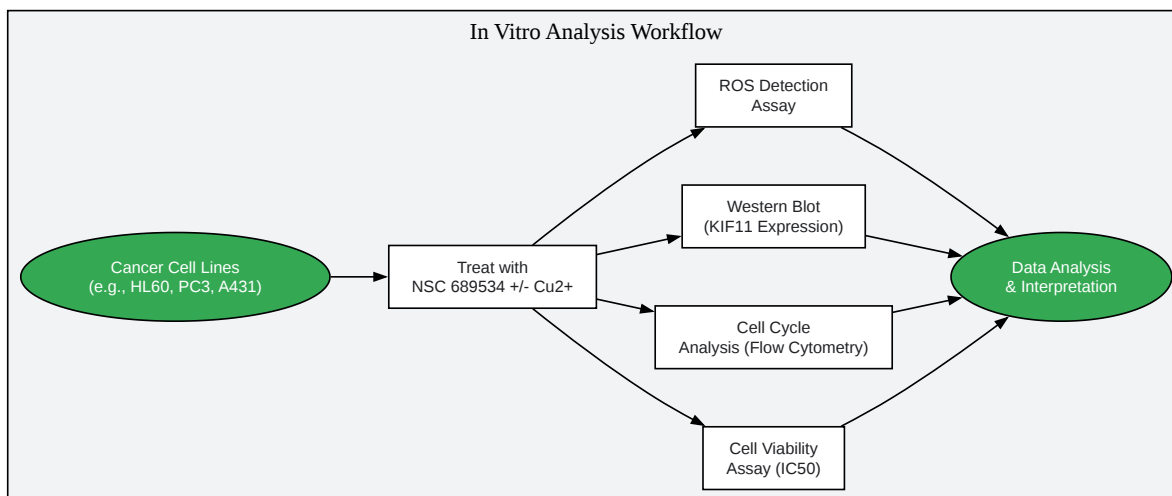 In Vitro Analysis Workflow
ROS Detection
Assay
Western Blot
(KIF11 Expression)
Cancer Cell Lines
(e.g., HL60, PC3, A431)
Treat with
NSC 689534 +/- Cu2+
Data Analysis
& Interpretation
Cell Cycle
Analysis (Flow Cytometry)
Cell Viability
Assay (IC50)